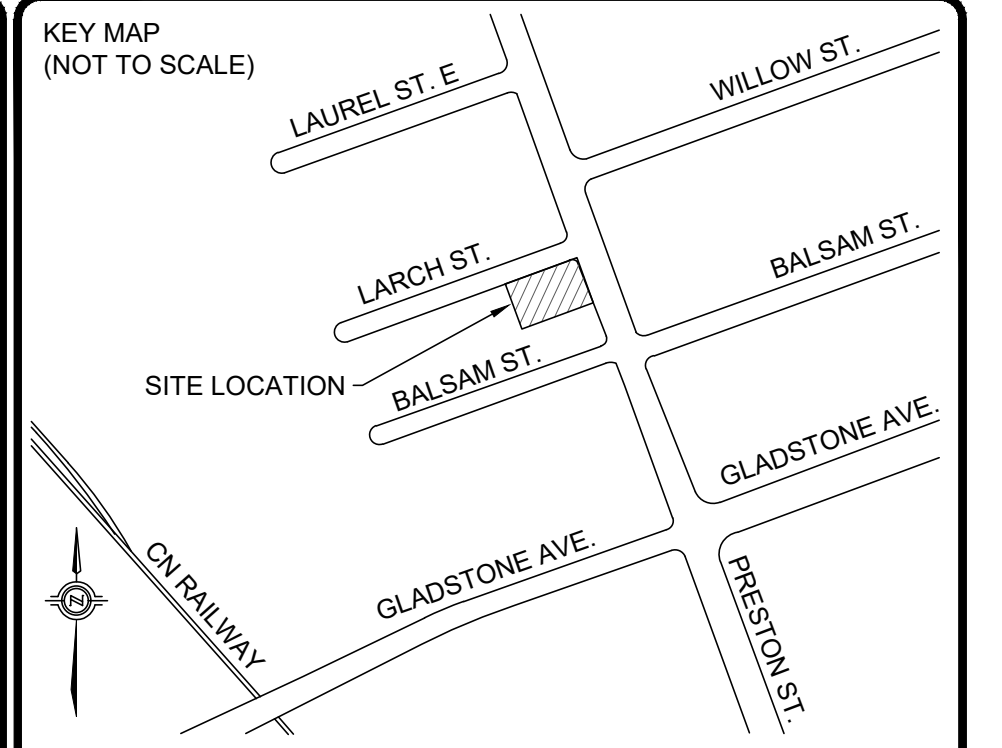 KEY MAP
(NOT TO SCALE)
WILLOW ST.
LAUREL ST. E
BALSAM ST.
LARCH ST.
SITE LOCATION
BALSAM ST.
GLADSTONE AVE.
CN RAILWAY
GLADSTONE AVE.
PRESTON ST.
Z